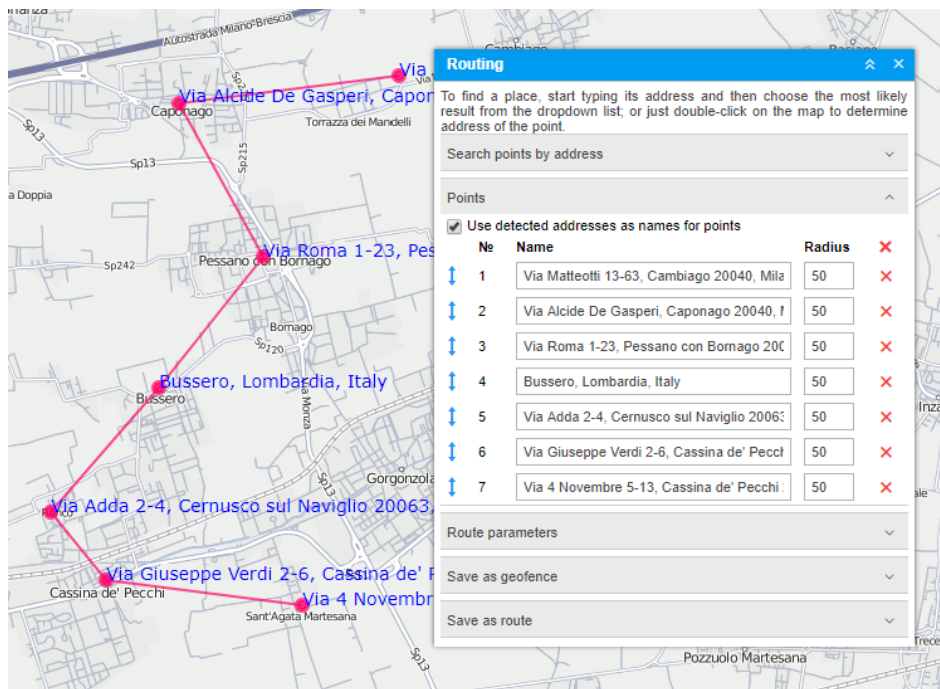 Autostrada Milano-Brescia
Cambiago
Via
Via Alcide De Gasperi, Capor
Caponago
Torrazza dei Mandelli
Sp13
Sp13
Sp215
a Doppia
Via Roma 1-23, Pes
Pessano con Bornago
Sp242
Bornago
Sp120
Bussero, Lombardia, Italy
Bussero
Via Monza
Gorgonzola
Via Adda 2-4, Cernusco sul Naviglio 20063,
Via Giuseppe Verdi 2-6, Cassina de' P
Cassina de' Pecchi
Via 4 Novembr
Sant'Agata Martesana
Sp13
Pozzuolo Martesana
Trece
Inza
Routing
To find a place, start typing its address and then choose the most likely
result from the dropdown list; or just double-click on the map to determine
address of the point.
Search points by address
Points
Use detected addresses as names for points
№ Name Radius
1 Via Matteotti 13-63, Cambiago 20040, Mila 50
2 Via Alcide De Gasperi, Caponago 20040, M 50
3 Via Roma 1-23, Pessano con Bornago 200 50
4 Bussero, Lombardia, Italy 50
5 Via Adda 2-4, Cernusco sul Naviglio 20063 50
6 Via Giuseppe Verdi 2-6, Cassina de' Pecch 50
7 Via 4 Novembre 5-13, Cassina de' Pecchi 50
Route parameters
Save as geofence
Save as route